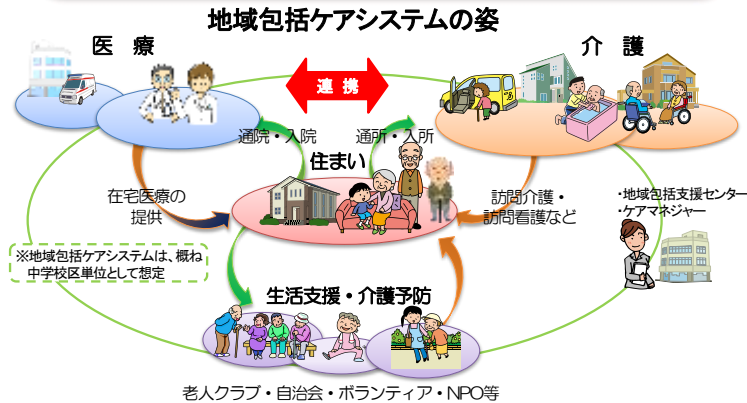 地域包括ケアシステムの姿
医 療
介 護
連 携
通院・入院
通所・入所
住まい
在宅医療の
提供
訪問介護・
訪問看護など
・地域包括支援センター
・ケアマネジャー
※地域包括ケアシステムは、概ね
中学校区単位として想定
生活支援・介護予防
老人クラブ・自治会・ボランティア・NPO等